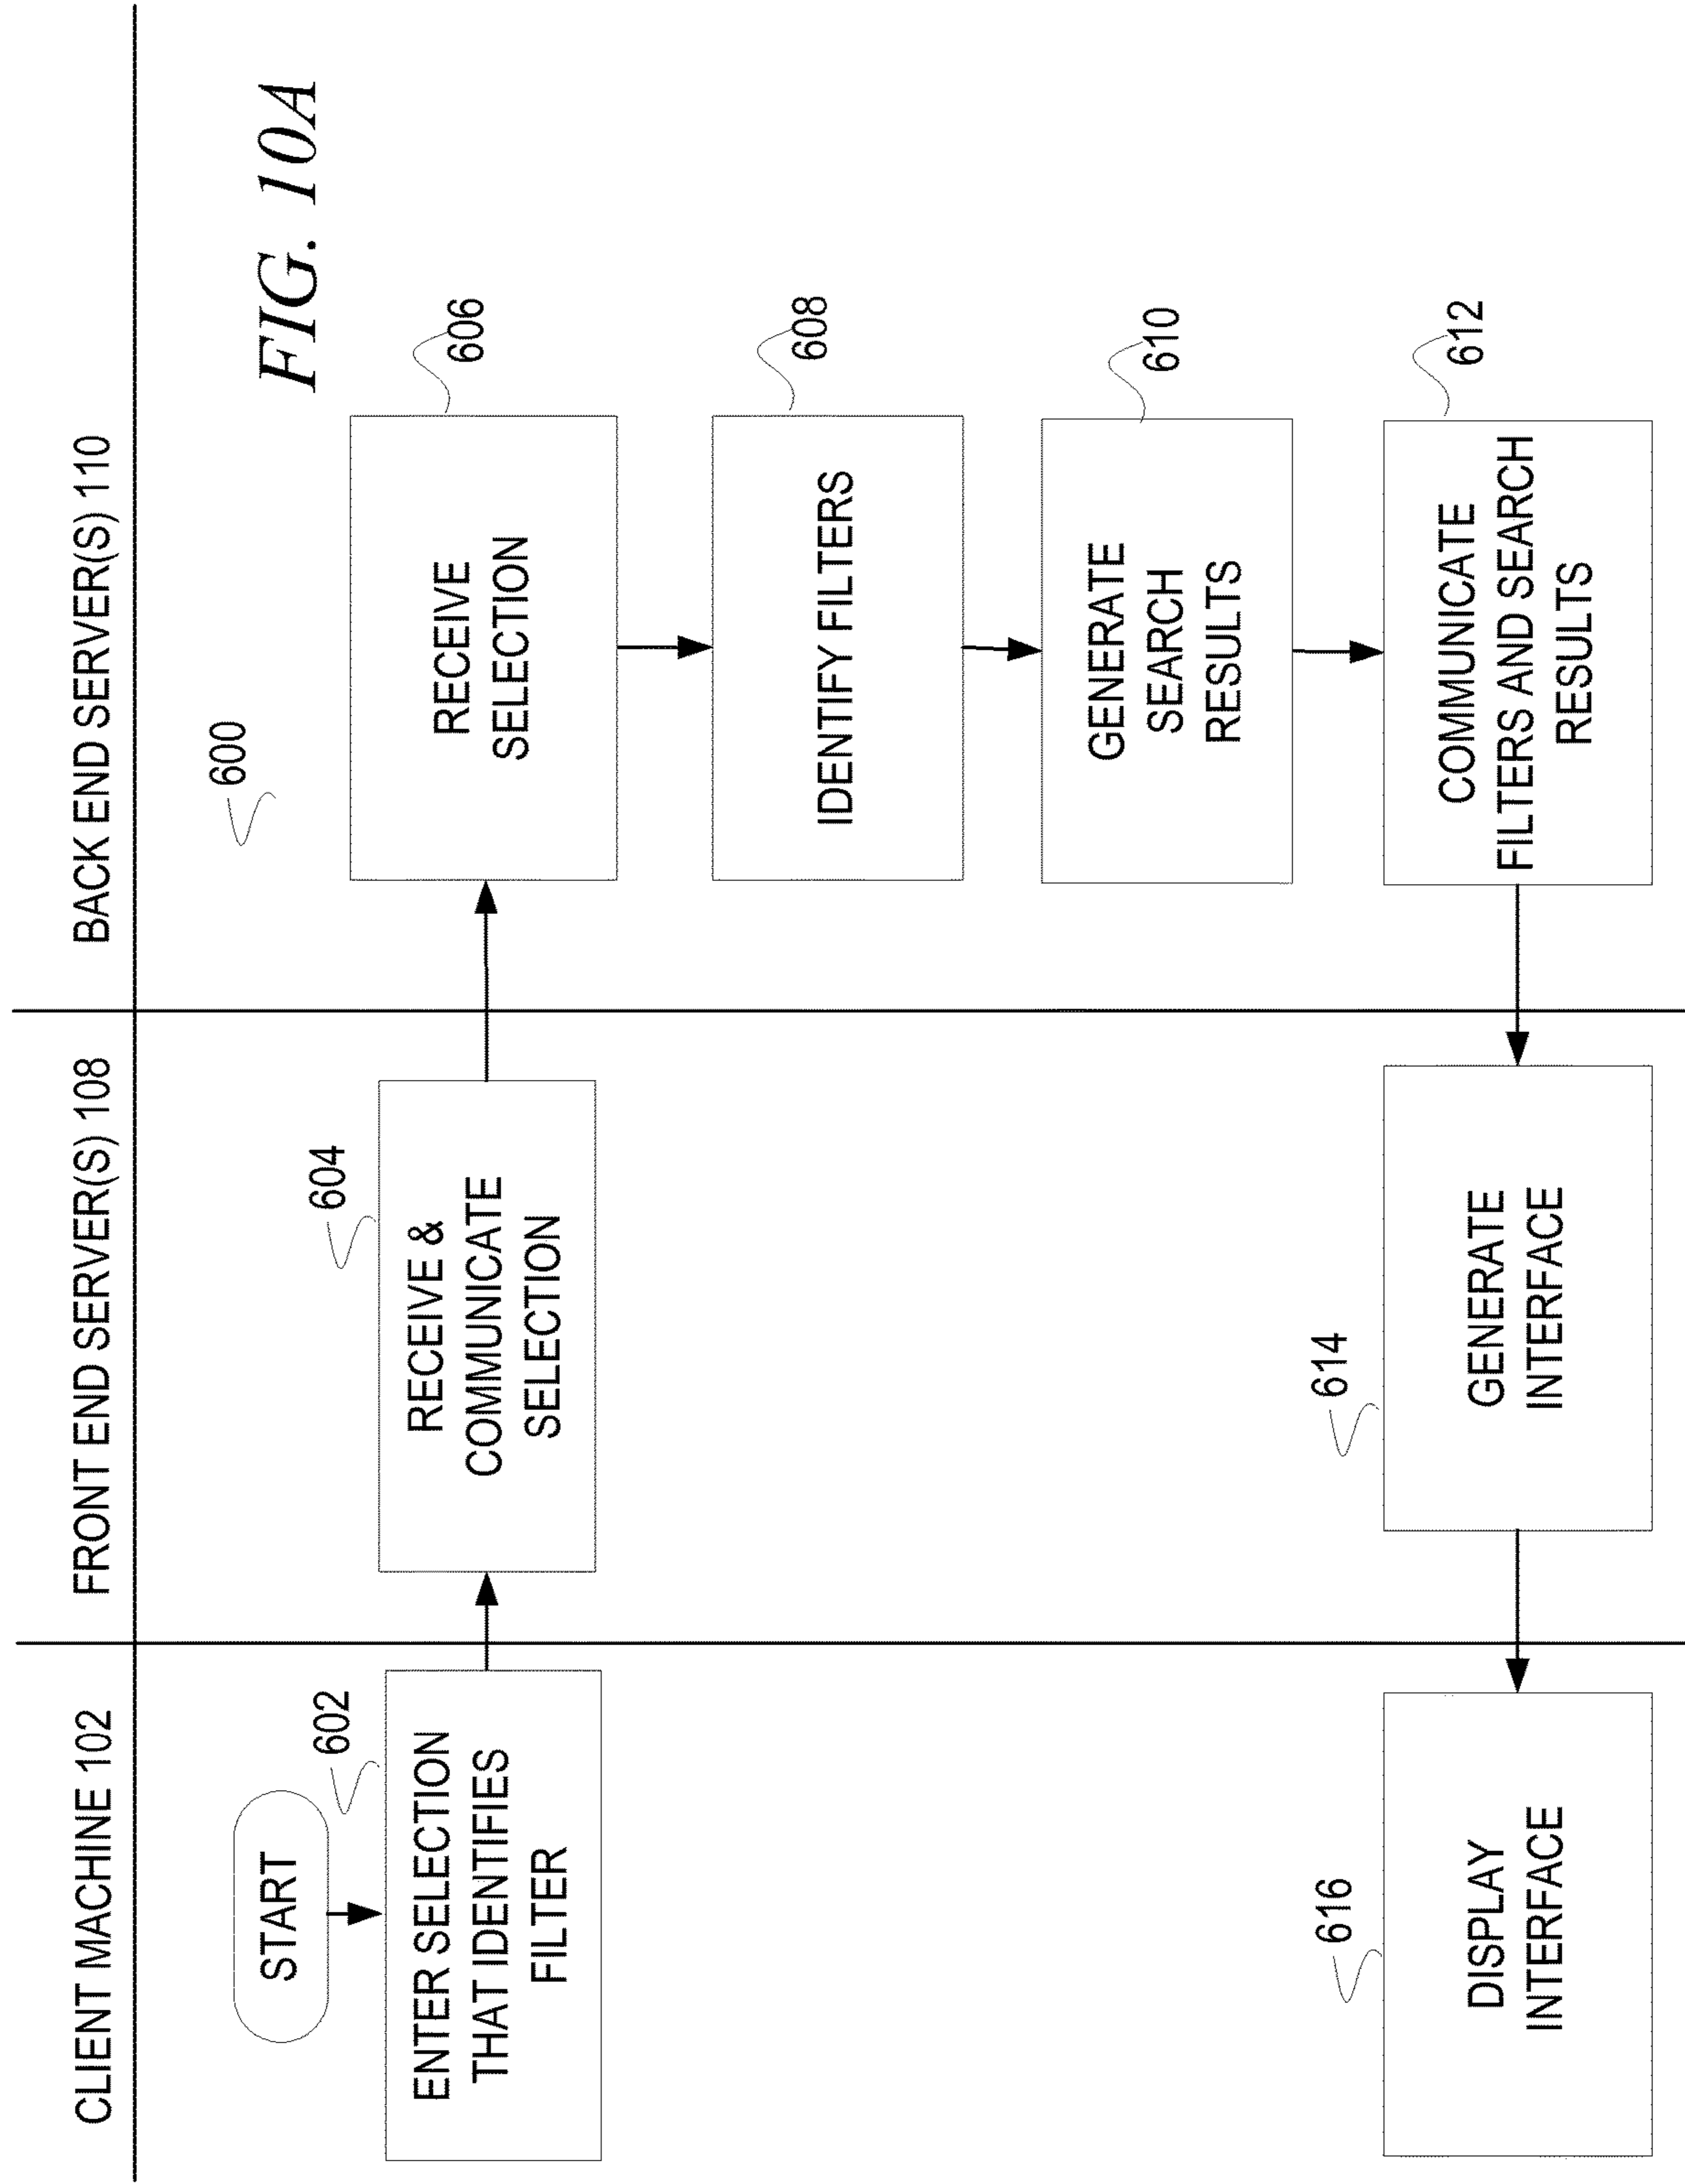 CLIENT MACHINE 102
FRONT END SERVER(S) 108
BACK END SERVER(S) 110
FIG. 10A
600
START
602
ENTER SELECTION
THAT IDENTIFIES
FILTER
604
RECEIVE &
COMMUNICATE
SELECTION
606
RECEIVE
SELECTION
608
IDENTIFY FILTERS
610
GENERATE
SEARCH
RESULTS
612
COMMUNICATE
FILTERS AND SEARCH
RESULTS
614
GENERATE
INTERFACE
616
DISPLAY
INTERFACE